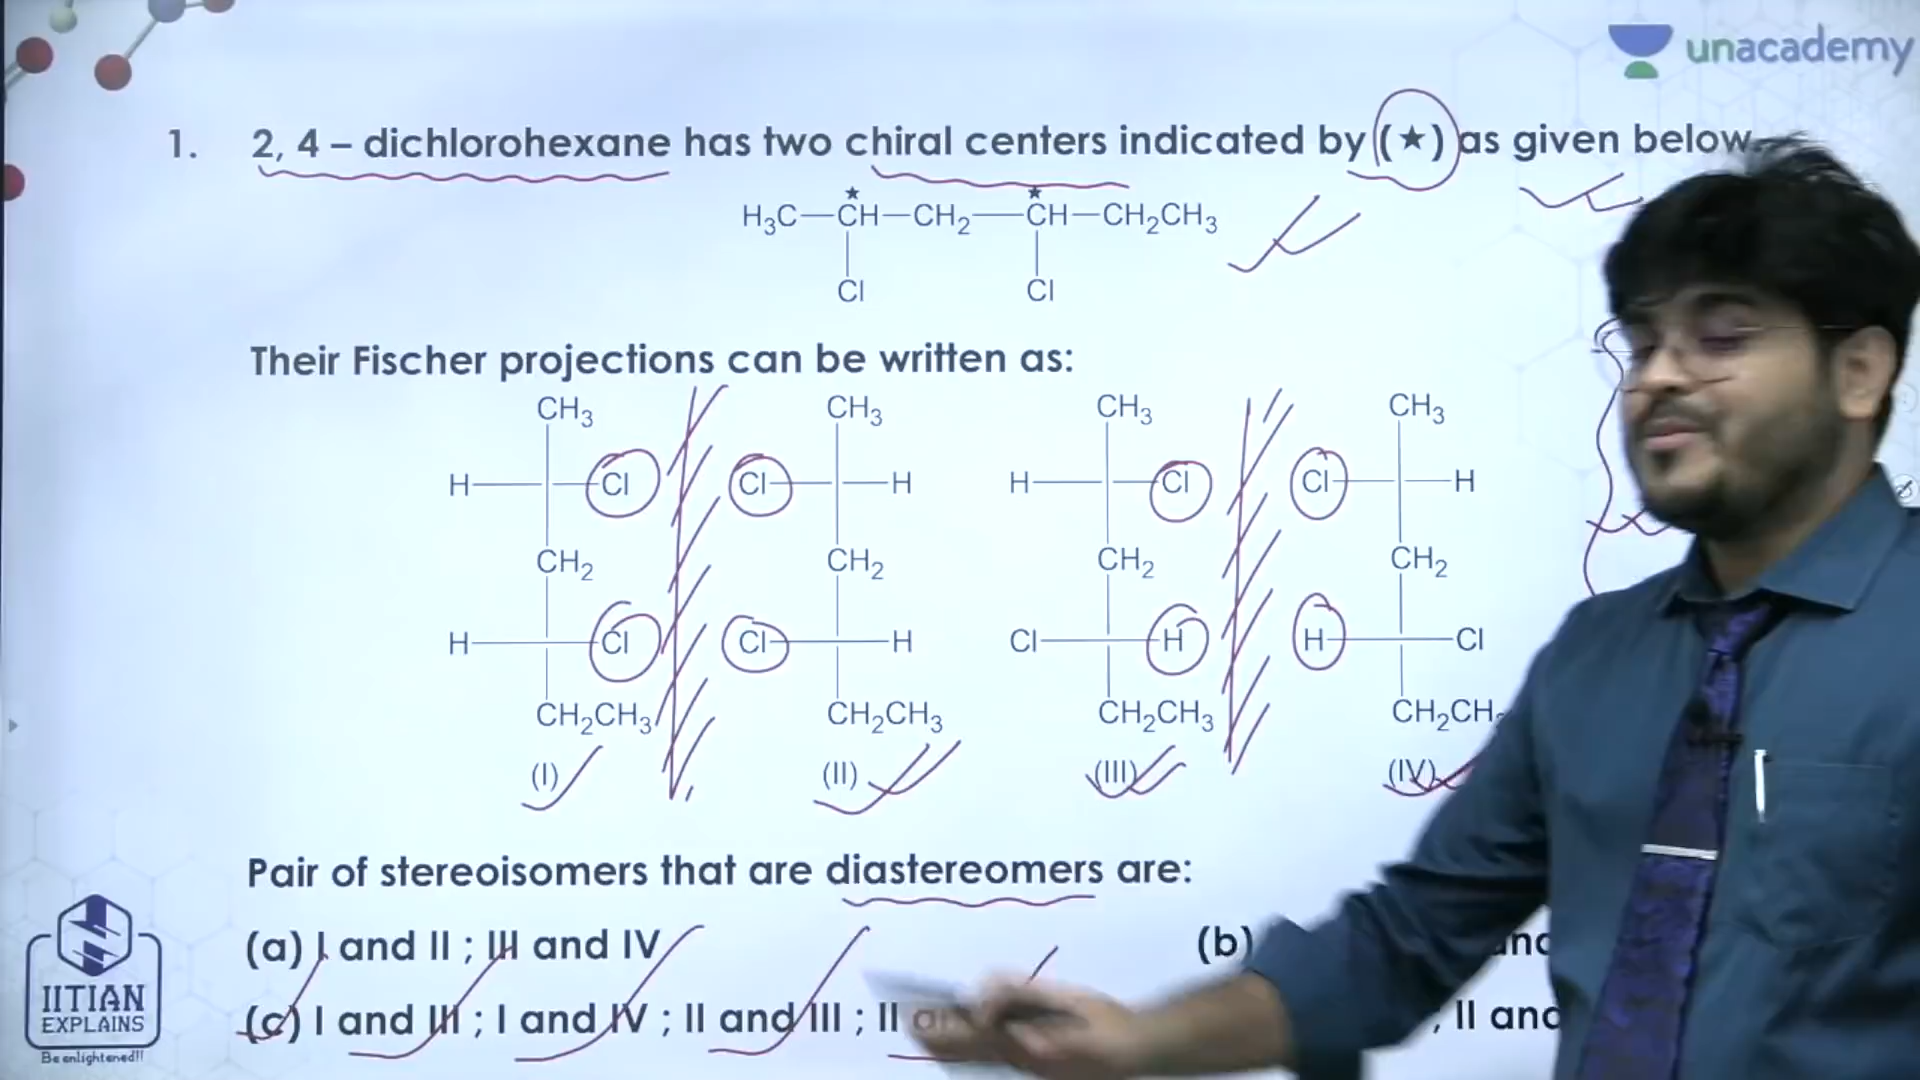 unacademy
1. 2, 4 – dichlorohexane has two chiral centers indicated by (★) as given below
★ ★
H₃C—CH—CH₂—CH—CH₂CH₃
Cl Cl
Their Fischer projections can be written as:
CH₃ CH₃ CH₃ CH₃
H Cl Cl H H Cl Cl H
CH₂ CH₂ CH₂ CH₂
H Cl Cl H Cl H H Cl
CH₂CH₃ CH₂CH₃ CH₂CH₃
(I) (II) (III) (IV)
Pair of stereoisomers that are diastereomers are:
(a) I and II ; III and IV (b)
(c) I and III ; I and IV ; II and III ; II , II and
IITIAN
EXPLAINS
Be enlightened!!